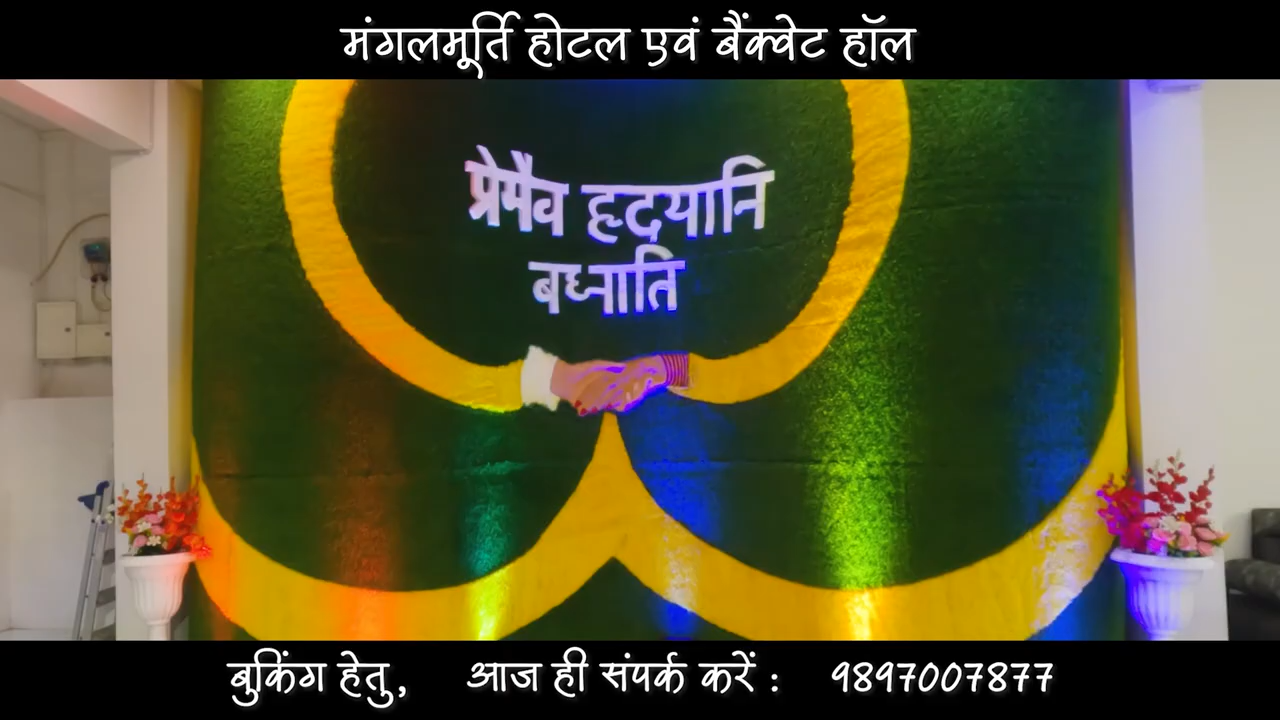 मंगलमूर्ति होटल एवं बैंक्वेट हॉल
प्रेमैव हृदयानि
बध्नाति
बुकिंग हेतु, आज ही संपर्क करें : 9897007877